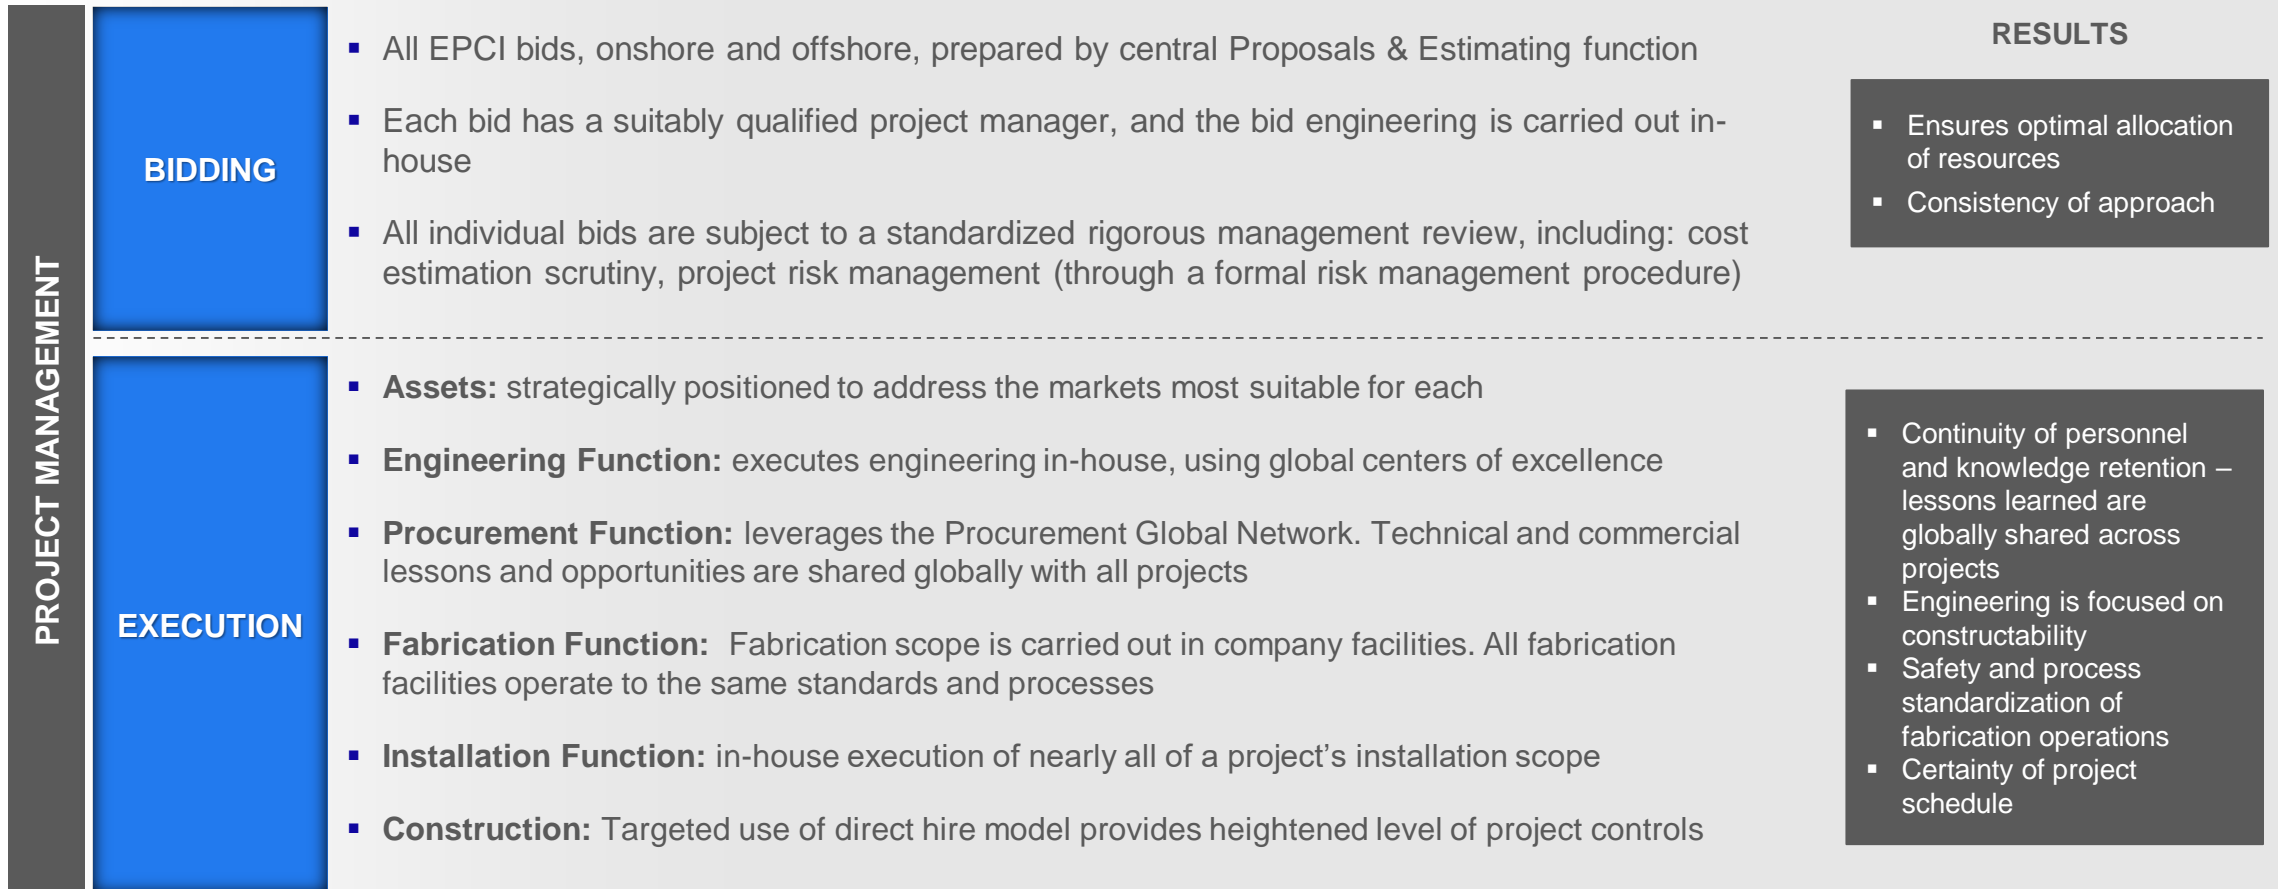 PROJECT MANAGEMENT
BIDDING
▪ All EPCI bids, onshore and offshore, prepared by central Proposals & Estimating function
▪ Each bid has a suitably qualified project manager, and the bid engineering is carried out in-
house
▪ All individual bids are subject to a standardized rigorous management review, including: cost
estimation scrutiny, project risk management (through a formal risk management procedure)
RESULTS
▪ Ensures optimal allocation
of resources
▪ Consistency of approach
EXECUTION
▪ Assets: strategically positioned to address the markets most suitable for each
▪ Engineering Function: executes engineering in-house, using global centers of excellence
▪ Procurement Function: leverages the Procurement Global Network. Technical and commercial
lessons and opportunities are shared globally with all projects
▪ Fabrication Function: Fabrication scope is carried out in company facilities. All fabrication
facilities operate to the same standards and processes
▪ Installation Function: in-house execution of nearly all of a project’s installation scope
▪ Construction: Targeted use of direct hire model provides heightened level of project controls
▪ Continuity of personnel
and knowledge retention –
lessons learned are
globally shared across
projects
▪ Engineering is focused on
constructability
▪ Safety and process
standardization of
fabrication operations
▪ Certainty of project
schedule